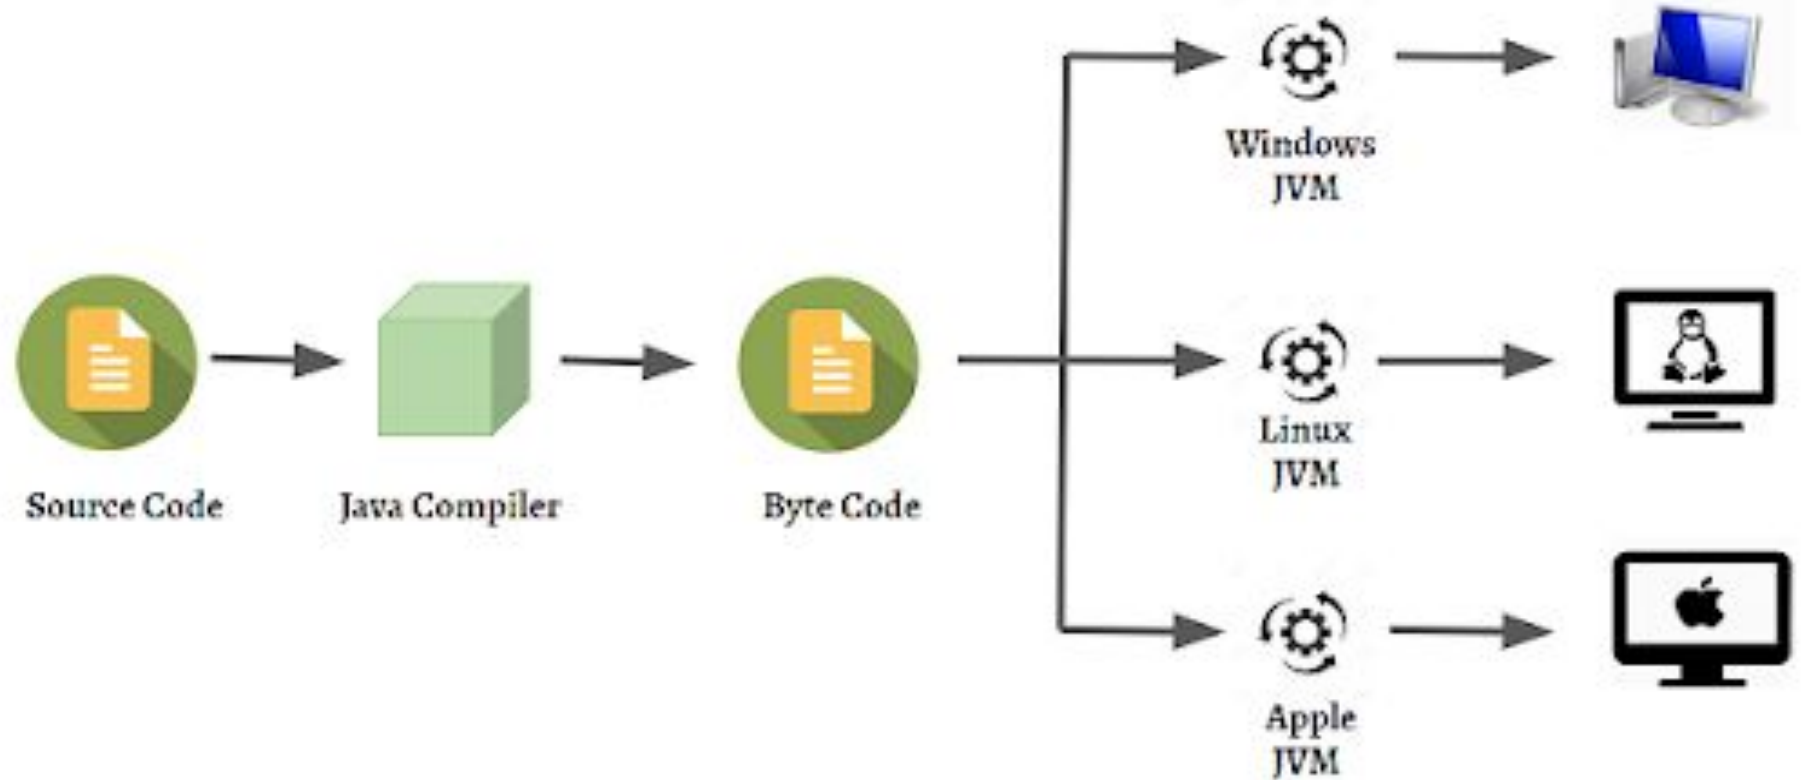 Windows
JVM
Source Code
Java Compiler
Byte Code
Linux
JVM
Apple
JVM